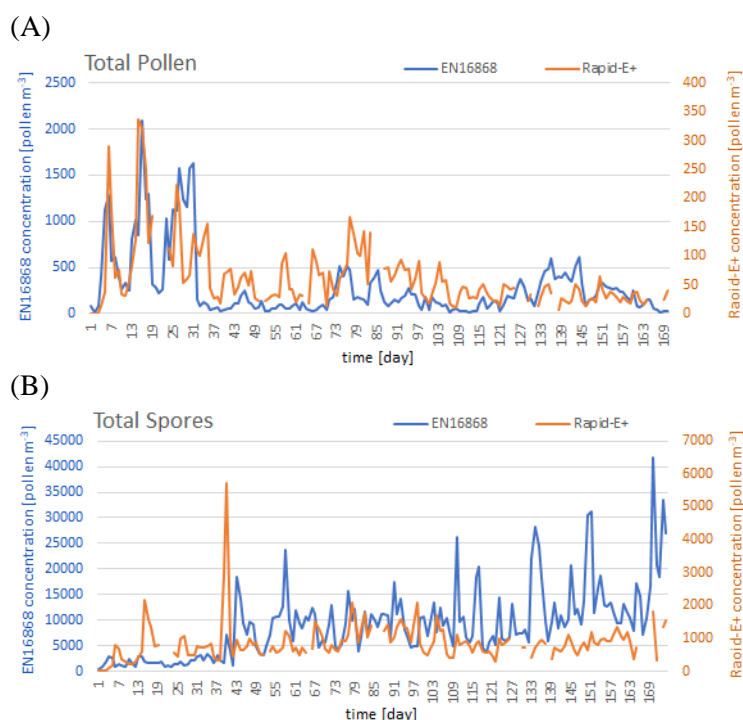 (A)
Total Pollen
EN16868 Rapid-E+
EN16868 concentration [pollen m-3]
2500
2000
1500
1000
500
0
400
350
300
250
200
150
100
50
0
Raoid-E+ concentration [pollen m-3]
1 7 13 19 25 31 37 43 49 55 61 67 73 79 85 91 97 103 109 115 121 127 133 139 145 151 157 163 169
time [day]
(B)
Total Spores
EN16868 Rapid-E+
EN16868 concentration [pollen m-3]
45000
40000
35000
30000
25000
20000
15000
10000
5000
0
7000
6000
5000
4000
3000
2000
1000
0
Raoid-E+ concentration [pollen m-3]
1 7 13 19 25 31 37 43 49 55 61 67 73 79 85 91 97 103 109 115 121 127 133 139 145 151 157 163 169
time [day]